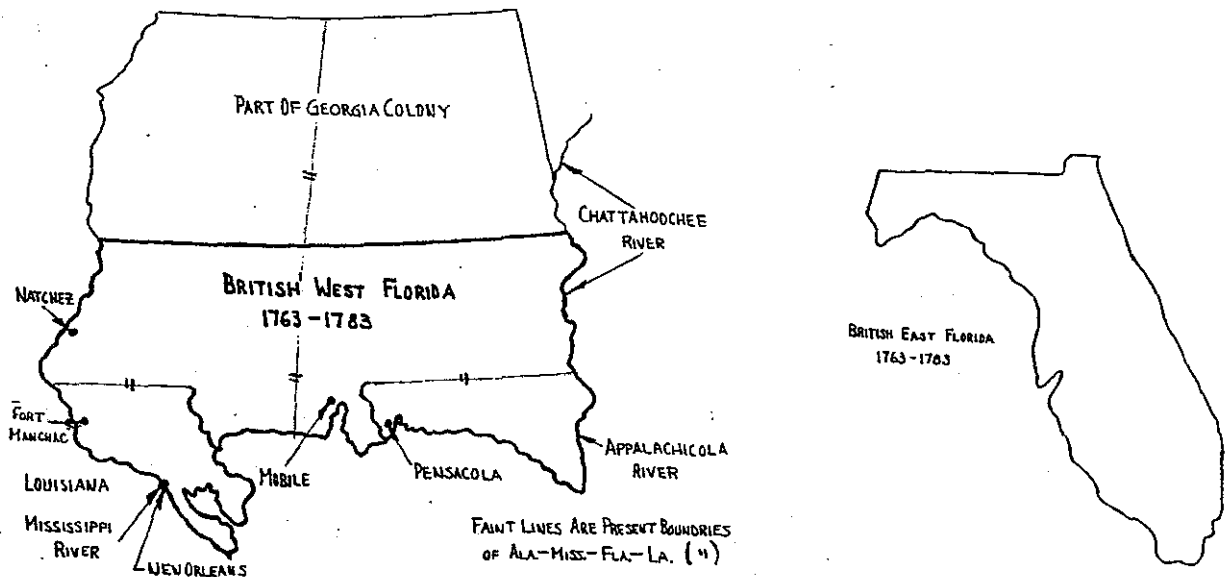 PART OF GEORGIA COLONY
CHATTAHOOCHEE
RIVER
BRITISH WEST FLORIDA
1763-1783
NATCHEZ
FORT
MANCHAC
LOUISIANA
MISSISSIPPI
RIVER
NEW ORLEANS
MOBILE
PENSACOLA
APPALACHICOLA
RIVER
FAINT LINES ARE PRESENT BOUNDRIES
OF ALA-MISS-FLA-LA. (")
BRITISH EAST FLORIDA
1763-1783